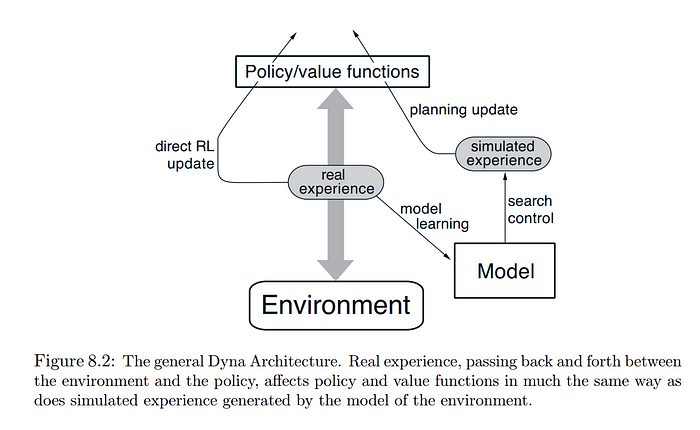 Policy/value functions
planning update
direct RL
update
simulated
experience
real
experience
model
learning
search
control
Model
Environment
Figure 8.2: The general Dyna Architecture. Real experience, passing back and forth between
the environment and the policy, affects policy and value functions in much the same way as
does simulated experience generated by the model of the environment.